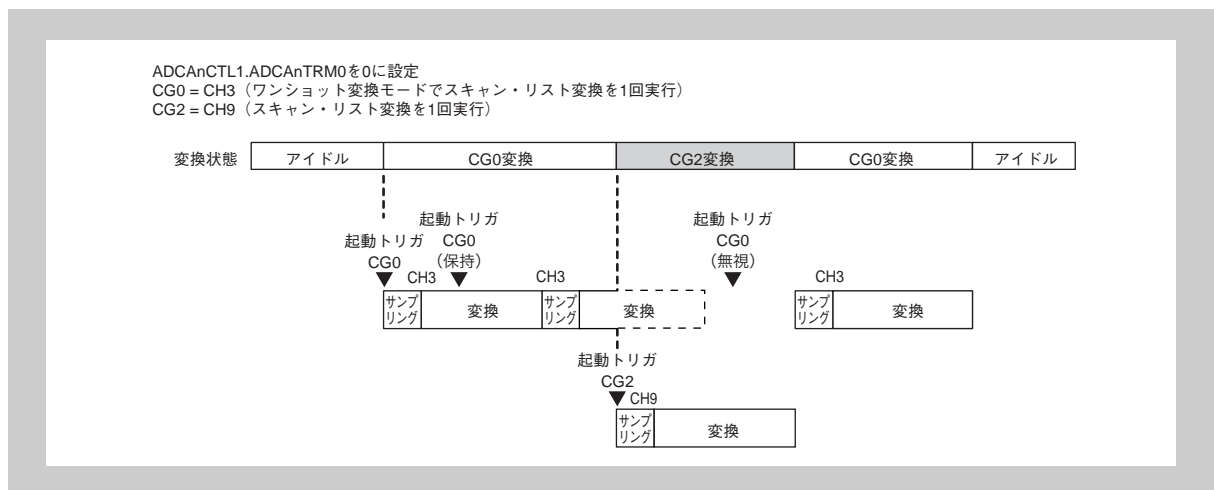 ADCAnCTL1.ADCAnTRM0を0に設定
CG0 = CH3（ワンショット変換モードでスキャン・リスト変換を1回実行）
CG2 = CH9（スキャン・リスト変換を1回実行）
変換状態 アイドル CG0変換 CG2変換 CG0変換 アイドル
起動トリガ
CG0
起動トリガ
CG0
（保持）
起動トリガ
CG0
（無視）
CH3
CH3
CH3
サンプ
リング
変換
サンプ
リング
変換
サンプ
リング
変換
起動トリガ
CG2
CH9
サンプ
リング
変換